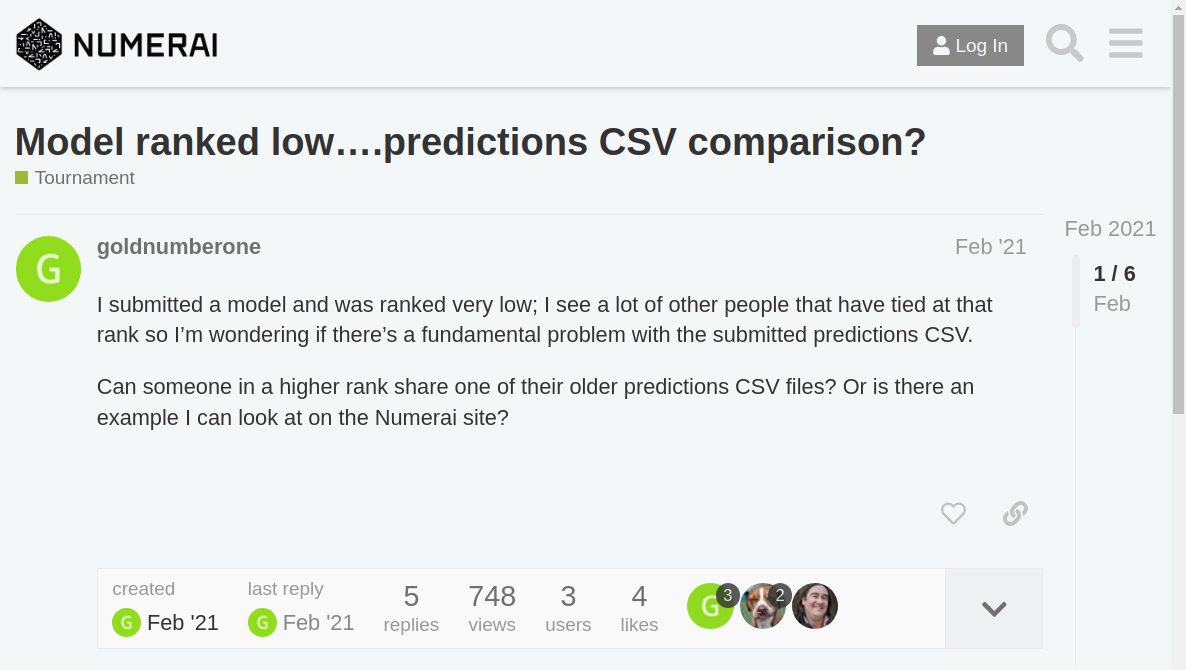 NUMERAI
Log In
Model ranked low….predictions CSV comparison?
Tournament
goldnumberone
Feb '21
Feb 2021
1 / 6
Feb
G
I submitted a model and was ranked very low; I see a lot of other people that have tied at that
rank so I’m wondering if there’s a fundamental problem with the submitted predictions CSV.
Can someone in a higher rank share one of their older predictions CSV files? Or is there an
example I can look at on the Numerai site?
created
G Feb '21
last reply
G Feb '21
5
replies
748
views
3
users
4
likes
G 3
2